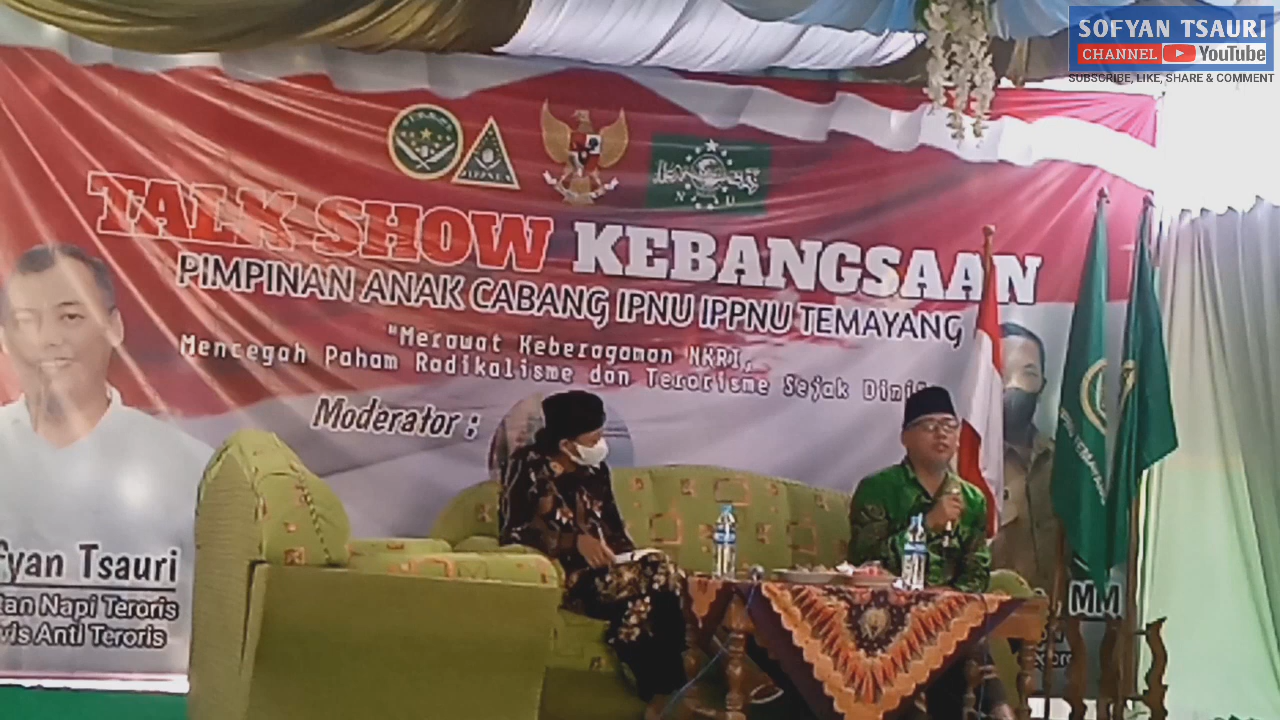 SOFYAN TSAURI
CHANNEL YouTube
SUBSCRIBE, LIKE, SHARE & COMMENT
TALK SHOW KEBANGSAAN
PIMPINAN ANAK CABANG IPNU IPPNU TEMAYANG
"Merawat Keberagaman NKRI,
Mencegah Paham Radikalisme dan Terorisme Sejak Dini"
Moderator :
fyan Tsauri
tan Napi Teroris
vis Anti Teroris
MM